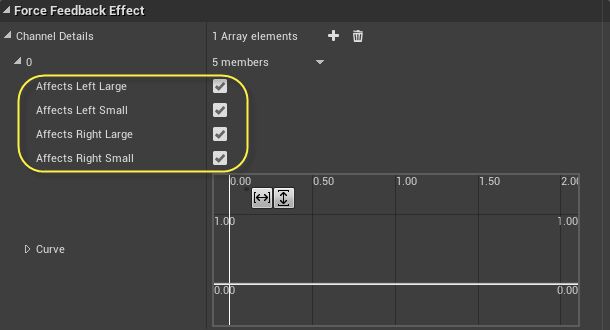 Force Feedback Effect
Channel Details 1 Array elements
0 5 members
Affects Left Large
Affects Left Small
Affects Right Large
Affects Right Small
0.00 0.50 1.00 1.50 2.0
1.00 1.00
Curve
0.00 0.00